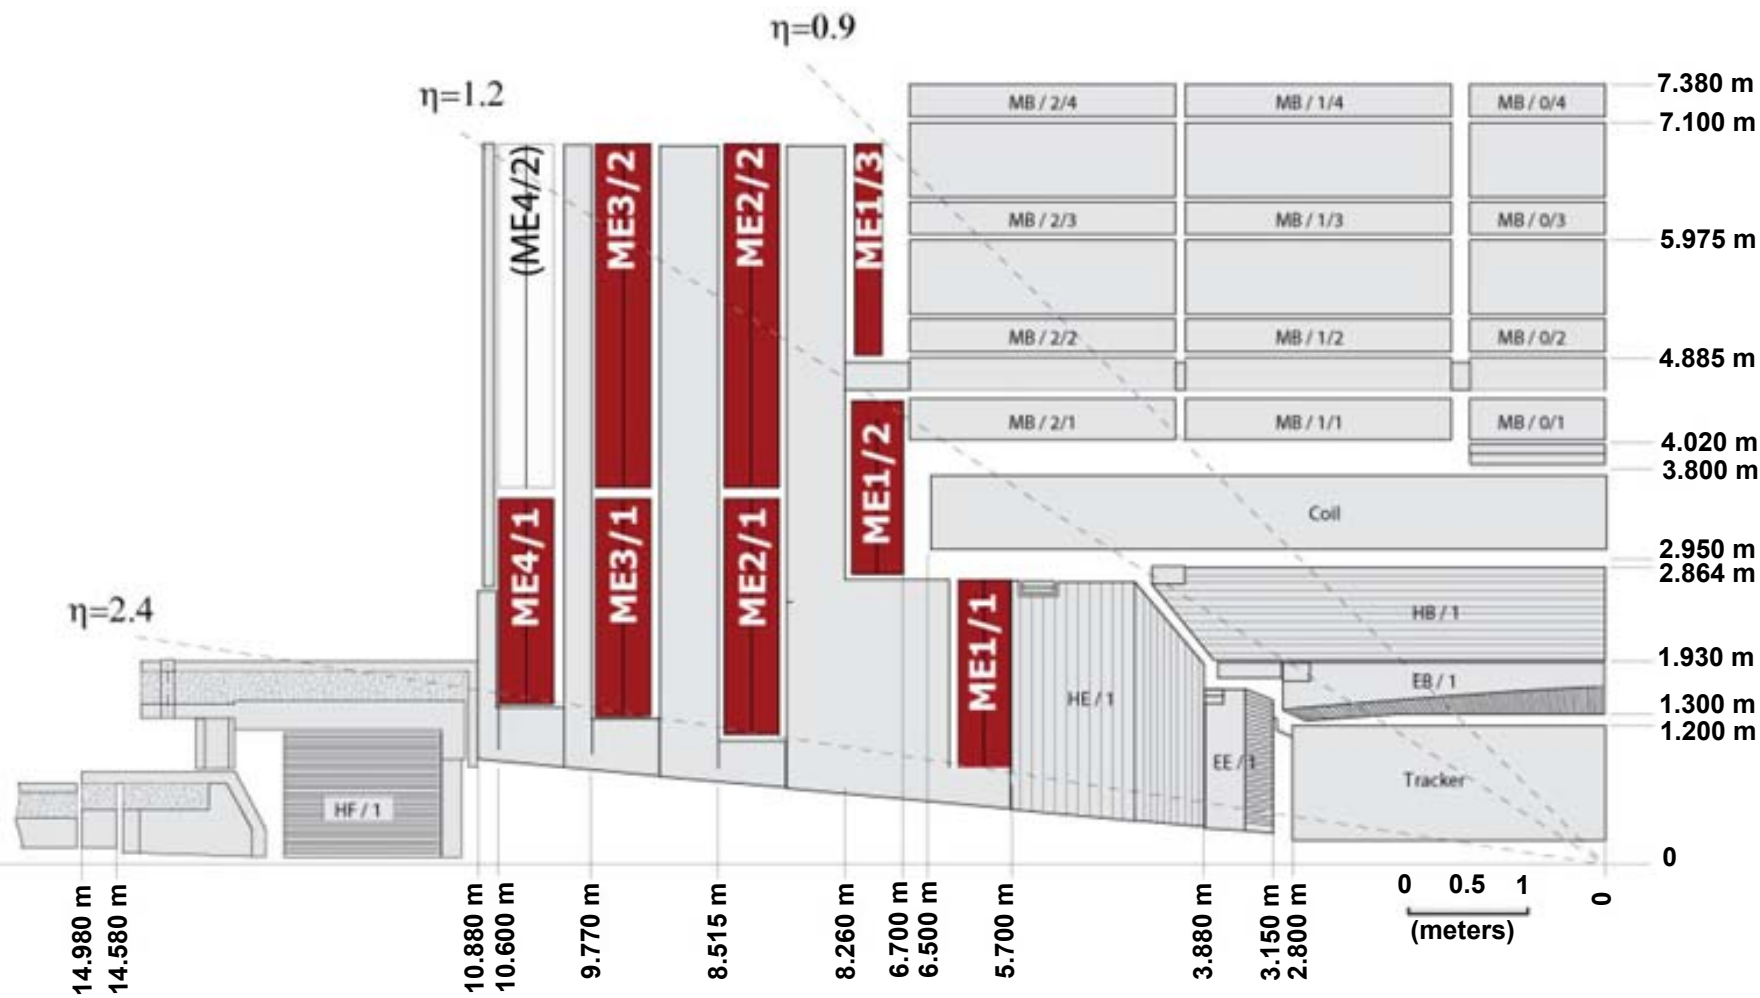 η=0.9
η=1.2
η=2.4
(ME4/2)
ME3/2
ME2/2
ME1/3
ME4/1
ME3/1
ME2/1
ME1/2
ME1/1
MB / 2/4
MB / 1/4
MB / 0/4
MB / 2/3
MB / 1/3
MB / 0/3
MB / 2/2
MB / 1/2
MB / 0/2
MB / 2/1
MB / 1/1
MB / 0/1
Coil
HB / 1
EB / 1
HE / 1
EE / 1
Tracker
HF / 1
7.380 m
7.100 m
5.975 m
4.885 m
4.020 m
3.800 m
2.950 m
2.864 m
1.930 m
1.300 m
1.200 m
0
14.980 m
14.580 m
10.880 m
10.600 m
9.770 m
8.515 m
8.260 m
6.700 m
6.500 m
5.700 m
3.880 m
3.150 m
2.800 m
0
0 0.5 1
(meters)